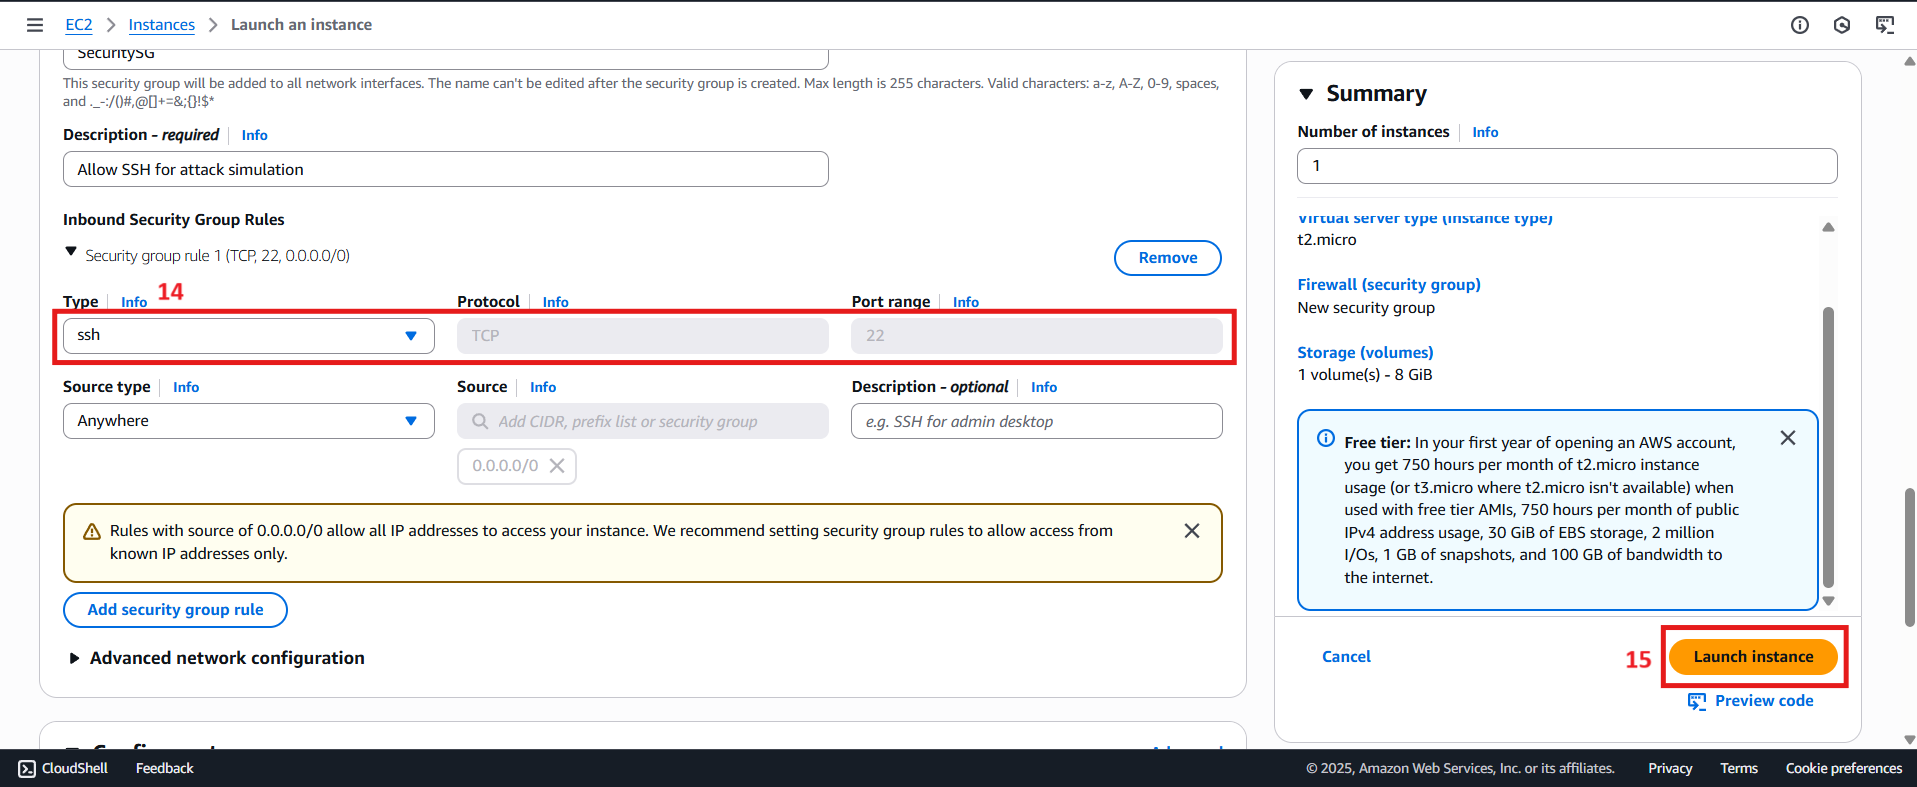 EC2 > Instances > Launch an instance
SecuritySG
This security group will be added to all network interfaces. The name can't be edited after the security group is created. Max length is 255 characters. Valid characters: a-z, A-Z, 0-9, spaces,
and ._-:/()#,@[]+=&;{}!$*
Description - required Info
Allow SSH for attack simulation
Inbound Security Group Rules
Security group rule 1 (TCP, 22, 0.0.0.0/0)
Remove
Type Info 14 Protocol Info Port range Info
ssh TCP 22
Source type Info Source Info Description - optional Info
Anywhere Add CIDR, prefix list or security group e.g. SSH for admin desktop
0.0.0.0/0
Rules with source of 0.0.0.0/0 allow all IP addresses to access your instance. We recommend setting security group rules to allow access from
known IP addresses only.
Add security group rule
Advanced network configuration
Summary
Number of instances Info
1
Virtual server type (instance type)
t2.micro
Firewall (security group)
New security group
Storage (volumes)
1 volume(s) - 8 GiB
Free tier: In your first year of opening an AWS account,
you get 750 hours per month of t2.micro instance
usage (or t3.micro where t2.micro isn't available) when
used with free tier AMIs, 750 hours per month of public
IPv4 address usage, 30 GiB of EBS storage, 2 million
I/Os, 1 GB of snapshots, and 100 GB of bandwidth to
the internet.
Cancel 15 Launch instance
Preview code
CloudShell Feedback © 2025, Amazon Web Services, Inc. or its affiliates. Privacy Terms Cookie preferences